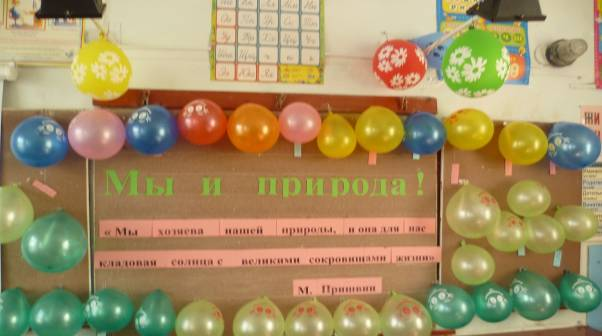 Мы и природа!
« Мы хозяева нашей природы, и она для нас
кладовая солнца с великими сокровищами жизни»
М. Пришвин